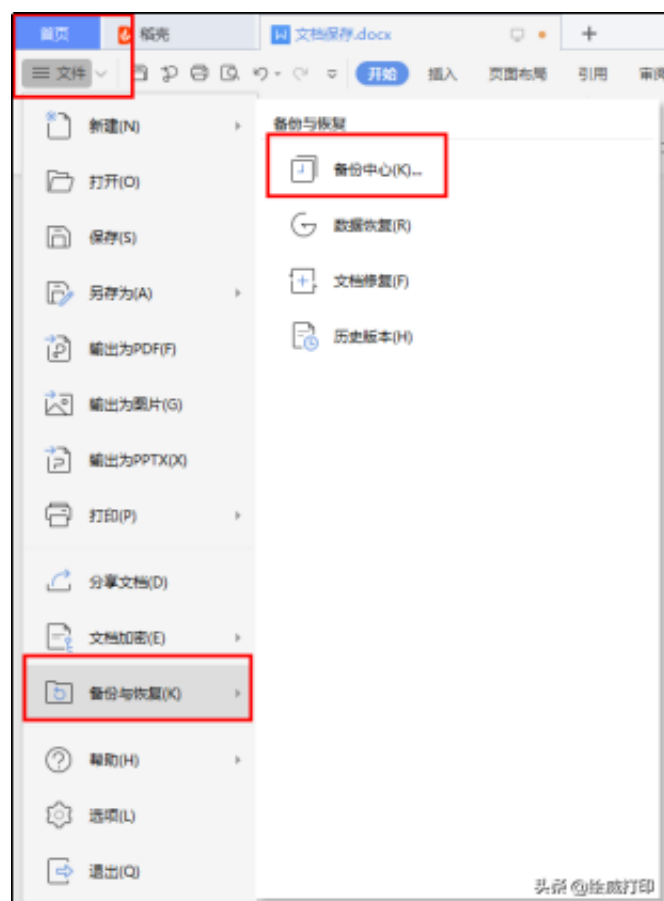 首页 稻壳 文档保存.docx
文件 开始 插入 页面布局 引用 审阅
新建(N)
打开(O)
保存(S)
另存为(A)
输出为PDF(F)
输出为图片(G)
输出为PPTX(X)
打印(P)
分享文档(D)
文档加密(E)
备份与恢复(K)
帮助(H)
选项(L)
退出(Q)
备份与恢复
备份中心(K)...
数据恢复(R)
文档修复(F)
历史版本(H)
头条 @绘威打印